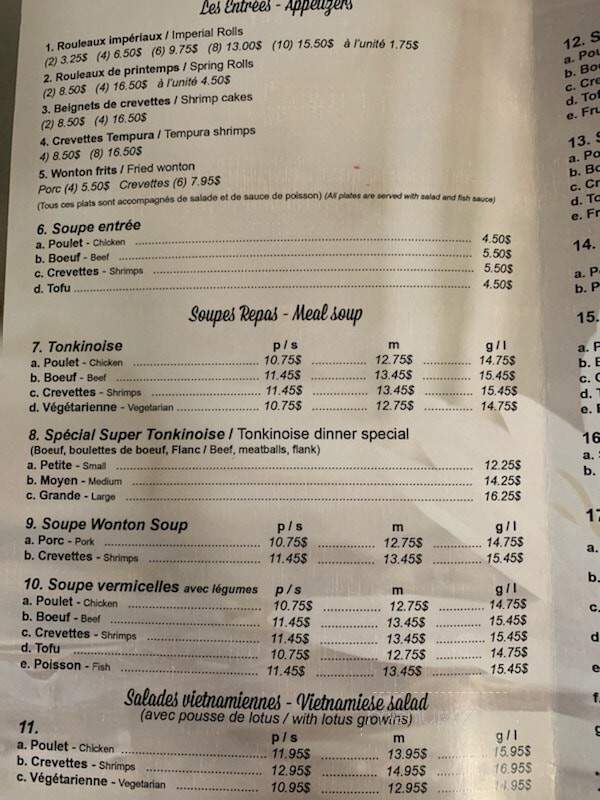 Les Entrées - Appetizers
1. Rouleaux impériaux / Imperial Rolls
(2) 3.25$ (4) 6.50$ (6) 9.75$ (8) 13.00$ (10) 15.50$ à l'unité 1.75$
2. Rouleaux de printemps / Spring Rolls
(2) 8.50$ (4) 16.50$ à l'unité 4.50$
3. Beignets de crevettes / Shrimp cakes
(2) 8.50$ (4) 16.50$
4. Crevettes Tempura / Tempura shrimps
4) 8.50$ (8) 16.50$
5. Wonton frits / Fried wonton
Porc (4) 5.50$ Crevettes (6) 7.95$
(Tous ces plats sont accompagnés de salade et de sauce de poisson) (All plates are served with salad and fish sauce)
6. Soupe entrée
a. Poulet - Chicken 4.50$
b. Boeuf - Beef 5.50$
c. Crevettes - Shrimps 5.50$
d. Tofu 4.50$
Soupes Repas - Meal soup
7. Tonkinoise p / s m g / l
a. Poulet - Chicken 10.75$ 12.75$ 14.75$
b. Boeuf - Beef 11.45$ 13.45$ 15.45$
c. Crevettes - Shrimps 11.45$ 13.45$ 15.45$
d. Végétarienne - Vegetarian 10.75$ 12.75$ 14.75$
8. Spécial Super Tonkinoise / Tonkinoise dinner special
(Boeuf, boulettes de boeuf, Flanc / Beef, meatballs, flank)
a. Petite - Small 12.25$
b. Moyen - Medium 14.25$
c. Grande - Large 16.25$
9. Soupe Wonton Soup p / s m g / l
a. Porc - Pork 10.75$ 12.75$ 14.75$
b. Crevettes - Shrimps 11.45$ 13.45$ 15.45$
10. Soupe vermicelles avec légumes p / s m g / l
a. Poulet - Chicken 10.75$ 12.75$ 14.75$
b. Boeuf - Beef 11.45$ 13.45$ 15.45$
c. Crevettes - Shrimps 11.45$ 13.45$ 15.45$
d. Tofu 10.75$ 12.75$ 14.75$
e. Poisson - Fish 11.45$ 13.45$ 15.45$
Salades vietnamiennes - Vietnamiese salad
(avec pousse de lotus / with lotus growins)
11. p / s m g / l
a. Poulet - Chicken 11.95$ 13.95$ 15.95$
b. Crevettes - Shrimps 12.95$ 14.95$ 16.95$
c. Végétarienne - Vegetarian 10.95$ 12.95$ 14.95$
12.
a.
b.
c.
d.
e.
13.
a.
b.
c.
d.
e.
14.
a.
b.
15.
a.
b.
c.
d.
e.
16
a.
b.
17
a.
b.
c.
d
e
f.